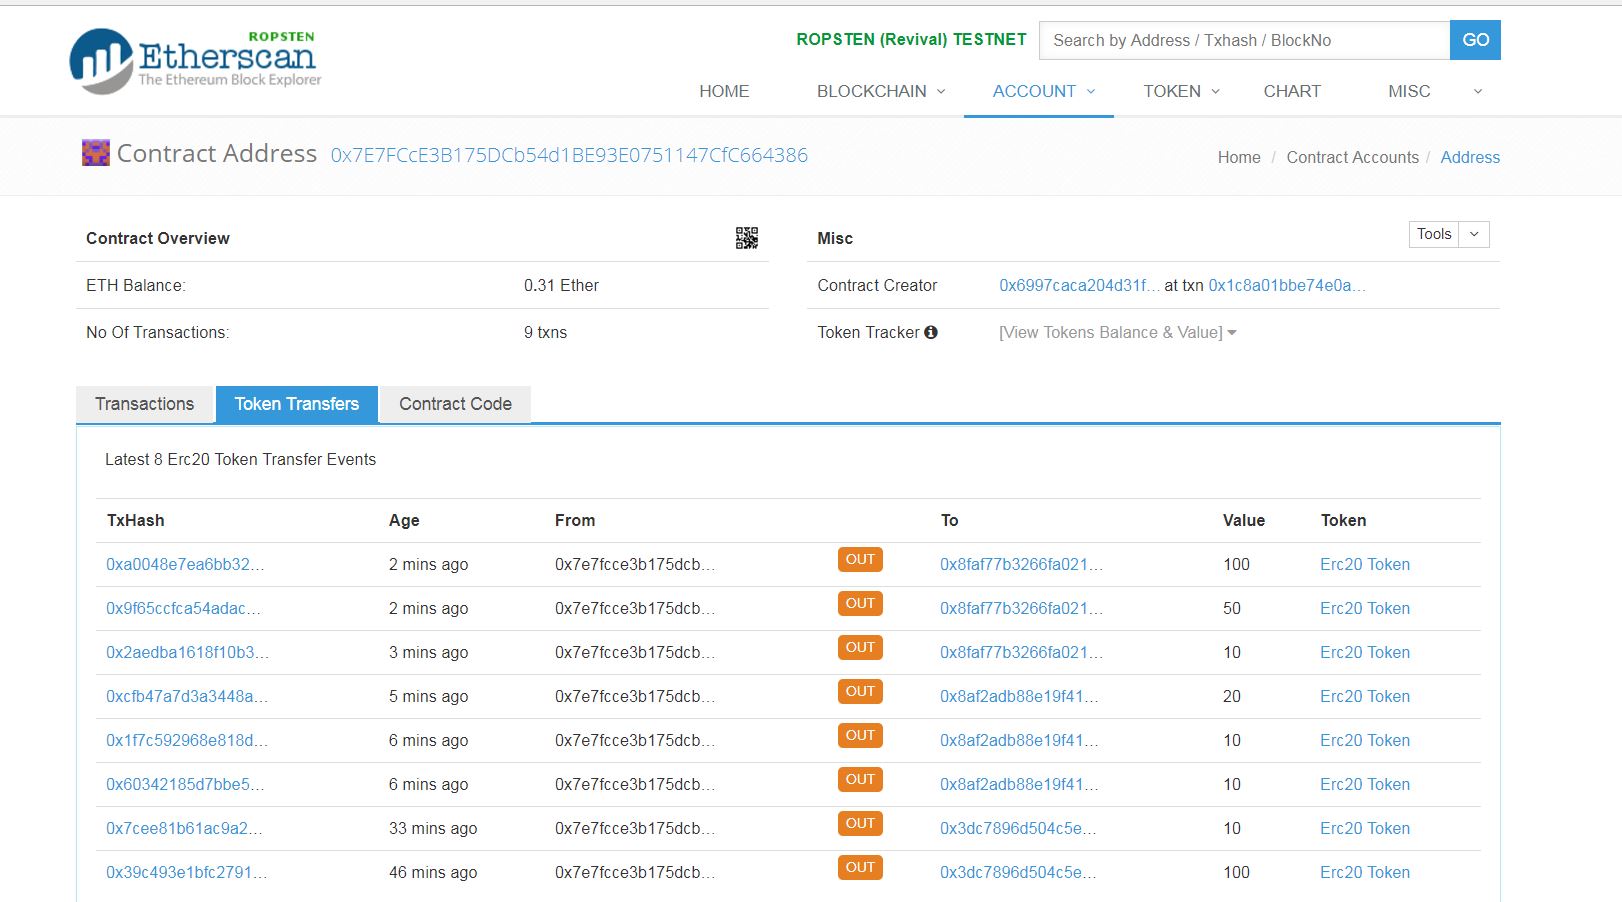 ROPSTEN
Etherscan
The Ethereum Block Explorer
ROPSTEN (Revival) TESTNET
Search by Address / Txhash / BlockNo
GO
HOME BLOCKCHAIN ACCOUNT TOKEN CHART MISC
Contract Address 0x7E7FCcE3B175DCb54d1BE93E0751147CfC664386
Home / Contract Accounts / Address
Contract Overview
ETH Balance: 0.31 Ether
No Of Transactions: 9 txns
Misc
Tools
Contract Creator 0x6997caca204d31f... at txn 0x1c8a01bbe74e0a...
Token Tracker [View Tokens Balance & Value]
Transactions Token Transfers Contract Code
Latest 8 Erc20 Token Transfer Events
TxHash Age From To Value Token
0xa0048e7ea6bb32... 2 mins ago 0x7e7fcce3b175dcb... OUT 0x8faf77b3266fa021... 100 Erc20 Token
0x9f65ccfca54adac... 2 mins ago 0x7e7fcce3b175dcb... OUT 0x8faf77b3266fa021... 50 Erc20 Token
0x2aedba1618f10b3... 3 mins ago 0x7e7fcce3b175dcb... OUT 0x8faf77b3266fa021... 10 Erc20 Token
0xcfb47a7d3a3448a... 5 mins ago 0x7e7fcce3b175dcb... OUT 0x8af2adb88e19f41... 20 Erc20 Token
0x1f7c592968e818d... 6 mins ago 0x7e7fcce3b175dcb... OUT 0x8af2adb88e19f41... 10 Erc20 Token
0x60342185d7bbe5... 6 mins ago 0x7e7fcce3b175dcb... OUT 0x8af2adb88e19f41... 10 Erc20 Token
0x7cee81b61ac9a2... 33 mins ago 0x7e7fcce3b175dcb... OUT 0x3dc7896d504c5e... 10 Erc20 Token
0x39c493e1bfc2791... 46 mins ago 0x7e7fcce3b175dcb... OUT 0x3dc7896d504c5e... 100 Erc20 Token